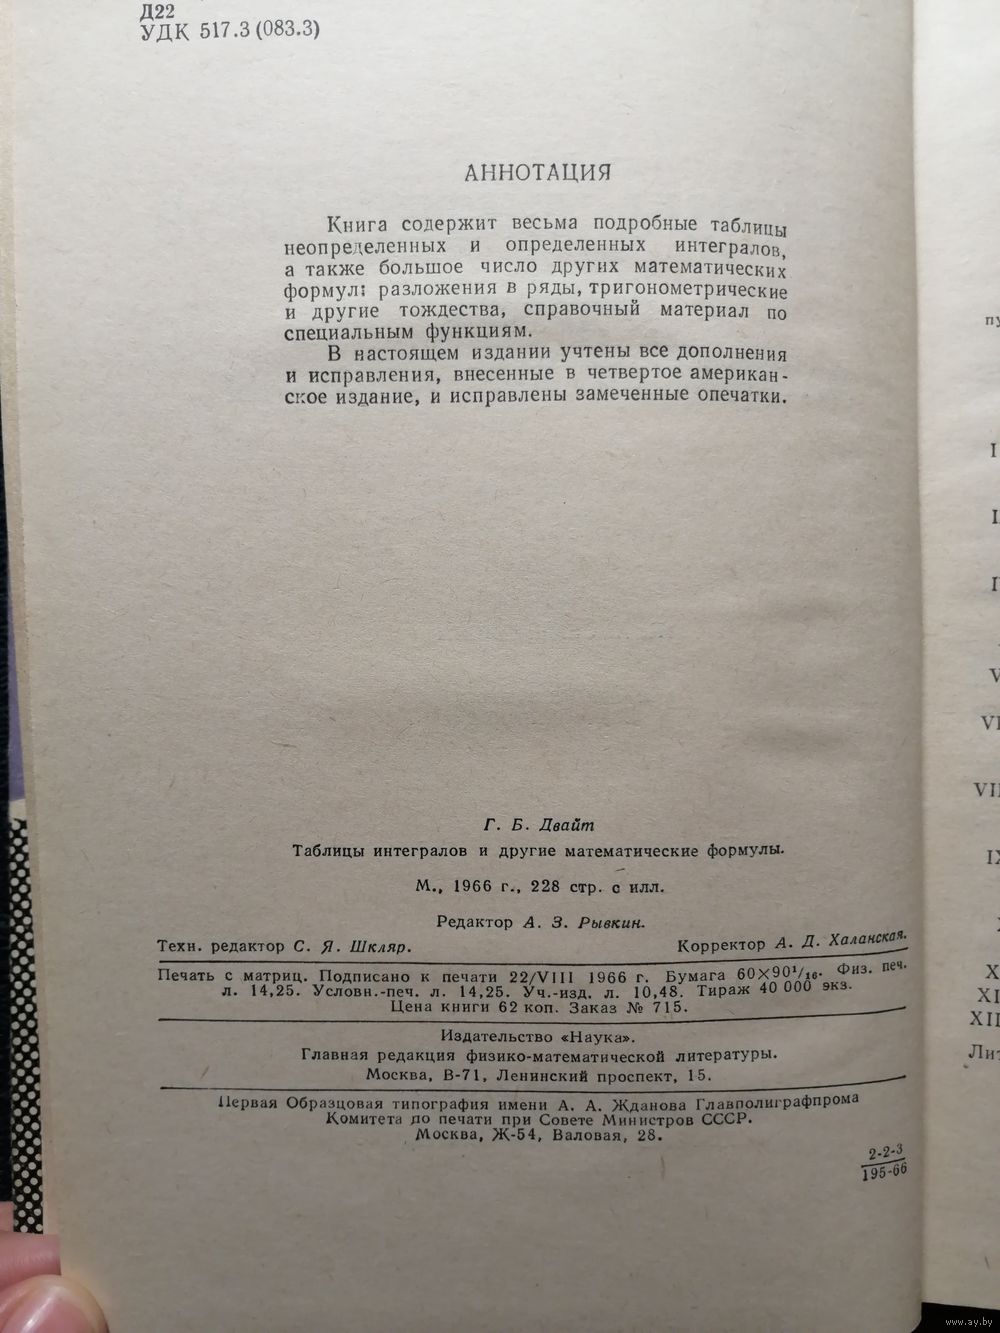 Д22
УДК 517.3 (083.3)
АННОТАЦИЯ
Книга содержит весьма подробные таблицы
неопределенных и определенных интегралов,
а также большое число других математических
формул: разложения в ряды, тригонометрические
и другие тождества, справочный материал по
специальным функциям.
В настоящем издании учтены все дополнения
и исправления, внесенные в четвертое американ-
ское издание, и исправлены замеченные опечатки.
Г. Б. Двайт
Таблицы интегралов и другие математические формулы.
М., 1966 г., 228 стр. с илл.
Редактор А. З. Рывкин.
Техн. редактор С. Я. Шкляр. Корректор А. Д. Халанская.
Печать с матриц. Подписано к печати 22/VIII 1966 г. Бумага 60×90¹/₁₆. Физ. печ.
л. 14,25. Условн.-печ. л. 14,25. Уч.-изд. л. 10,48. Тираж 40 000 экз.
Цена книги 62 коп. Заказ № 715.
Издательство «Наука».
Главная редакция физико-математической литературы.
Москва, В-71, Ленинский проспект, 15.
Первая Образцовая типография имени А. А. Жданова Главполиграфпрома
Комитета по печати при Совете Министров СССР.
Москва, Ж-54, Валовая, 28.
2-2-3
195-66
www.ay.by